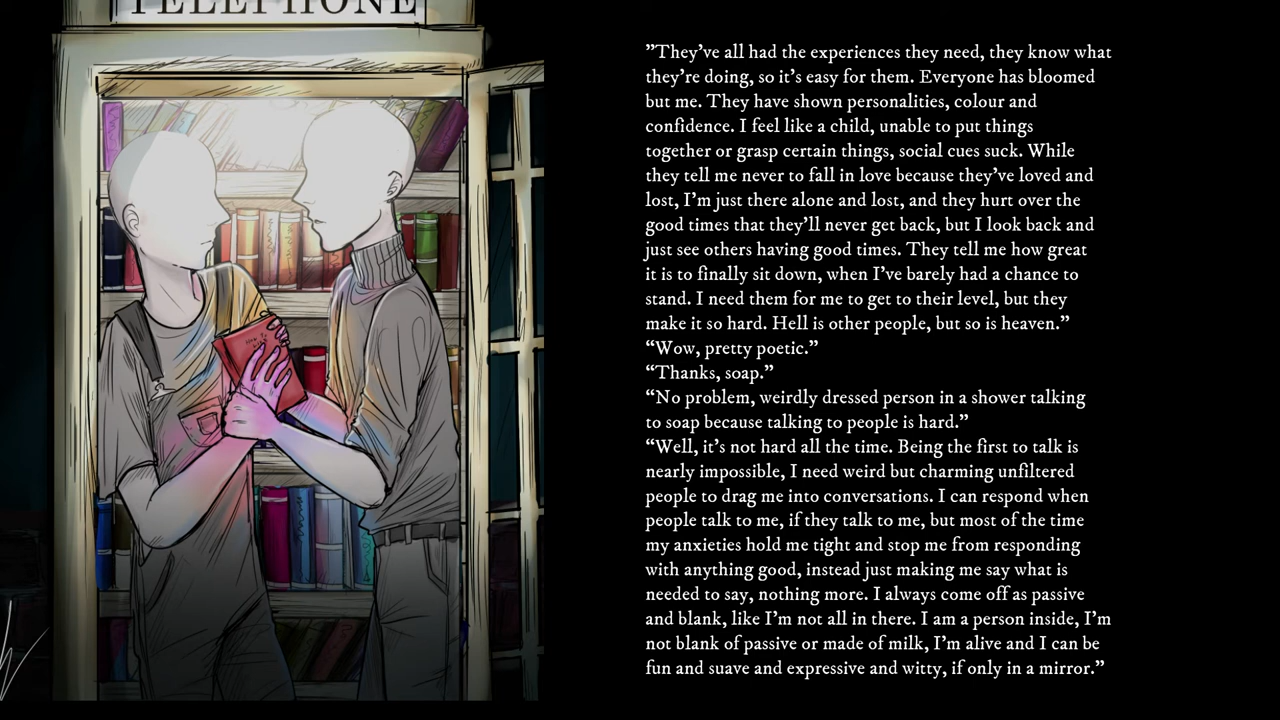 TELEPHONE
"They've all had the experiences they need, they know what
they're doing, so it's easy for them. Everyone has bloomed
but me. They have shown personalities, colour and
confidence. I feel like a child, unable to put things
together or grasp certain things, social cues suck. While
they tell me never to fall in love because they've loved and
lost, I'm just there alone and lost, and they hurt over the
good times that they'll never get back, but I look back and
just see others having good times. They tell me how great
it is to finally sit down, when I've barely had a chance to
stand. I need them for me to get to their level, but they
make it so hard. Hell is other people, but so is heaven."
"Wow, pretty poetic."
"Thanks, soap."
"No problem, weirdly dressed person in a shower talking
to soap because talking to people is hard."
"Well, it's not hard all the time. Being the first to talk is
nearly impossible, I need weird but charming unfiltered
people to drag me into conversations. I can respond when
people talk to me, if they talk to me, but most of the time
my anxieties hold me tight and stop me from responding
with anything good, instead just making me say what is
needed to say, nothing more. I always come off as passive
and blank, like I'm not all in there. I am a person inside, I'm
not blank of passive or made of milk, I'm alive and I can be
fun and suave and expressive and witty, if only in a mirror."